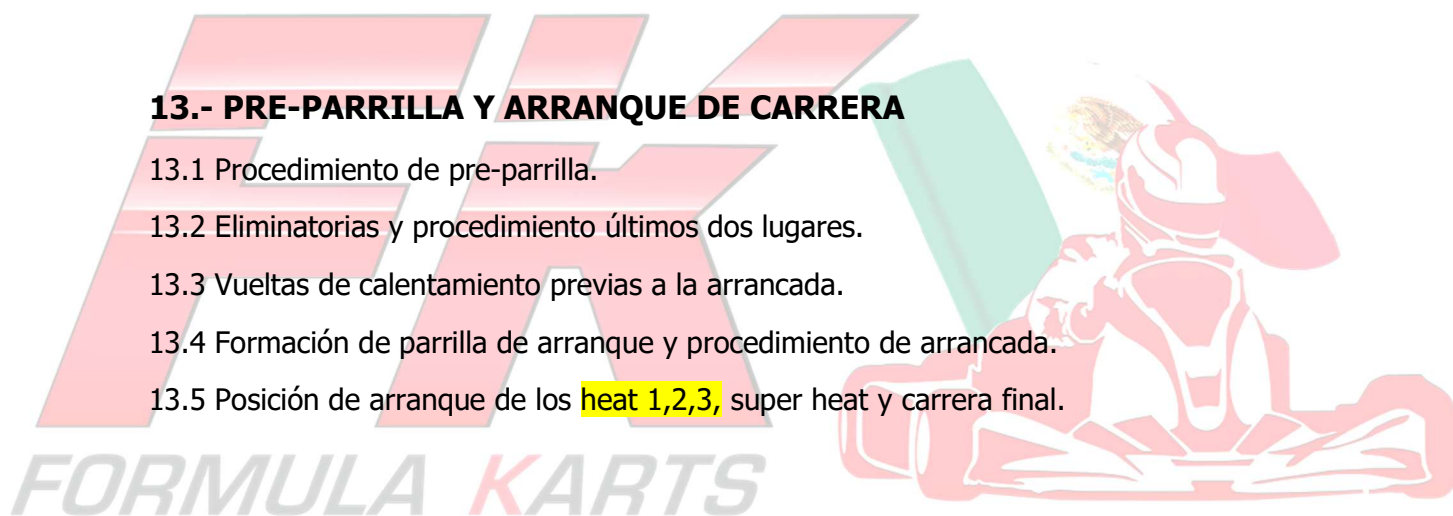 13.- PRE-PARRILLA Y ARRANQUE DE CARRERA
13.1 Procedimiento de pre-parrilla.
13.2 Eliminatorias y procedimiento últimos dos lugares.
13.3 Vueltas de calentamiento previas a la arrancada.
13.4 Formación de parrilla de arranque y procedimiento de arrancada.
13.5 Posición de arranque de los heat 1,2,3, super heat y carrera final.
FK
FORMULA KARTS